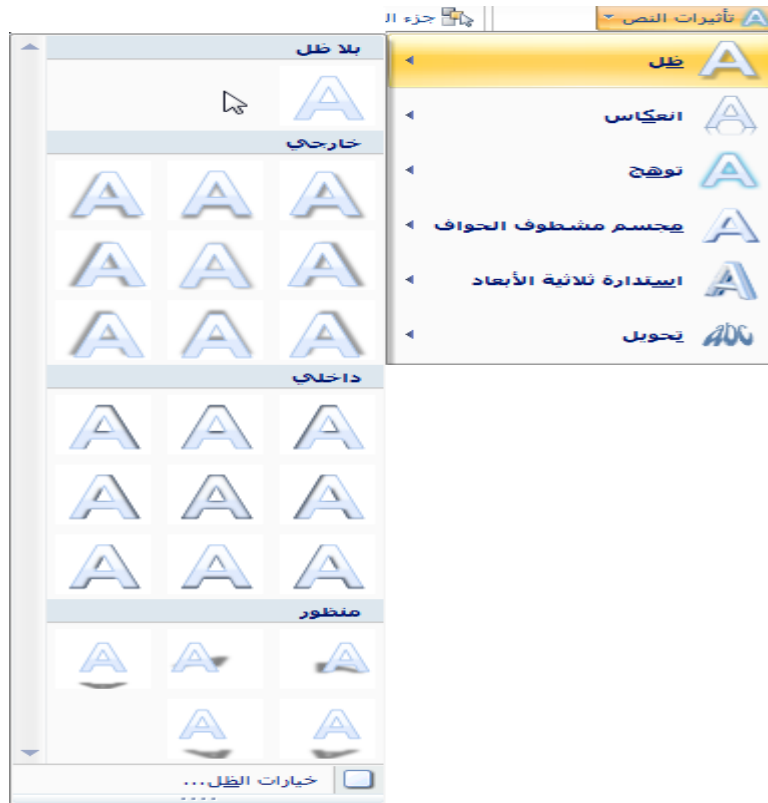 تأثيرات النص
جزء ال
ظل
انعكاس
توهج
مجسم مشطوف الحواف
استدارة ثلاثية الأبعاد
تحويل
بلا ظل
خارجي
داخلي
منظور
خيارات الظل...